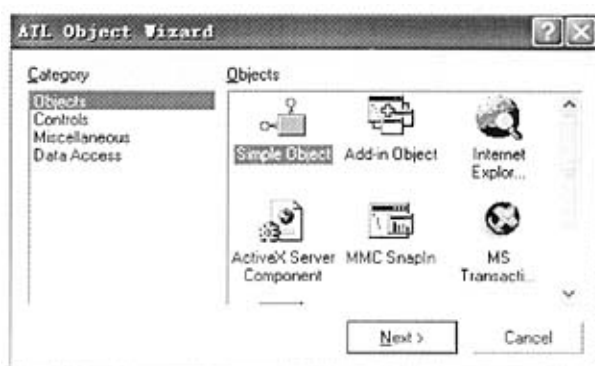 ATL Object Wizard
Category
Objects
Objects
Controls
Miscellaneous
Data Access
Simple Object
Add-in Object
Internet
Explor...
ActiveX Server
Component
MMC SnapIn
MS
Transacti...
Next >
Cancel